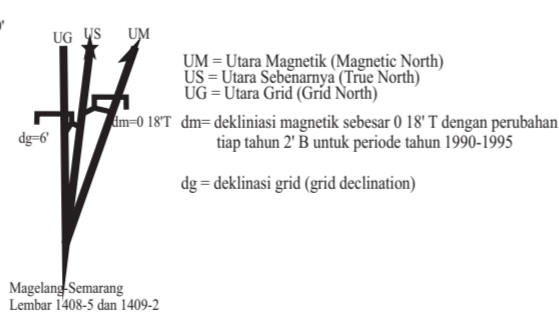 UG US UM
UM = Utara Magnetik (Magnetic North)
US = Utara Sebenarnya (True North)
UG = Utara Grid (Grid North)
dg=6'
dm=0 18'T
dm= dekliniasi magnetik sebesar 0 18' T dengan perubahan
tiap tahun 2' B untuk periode tahun 1990-1995
dg = deklinasi grid (grid declination)
Magelang-Semarang
Lembar 1408-5 dan 1409-2